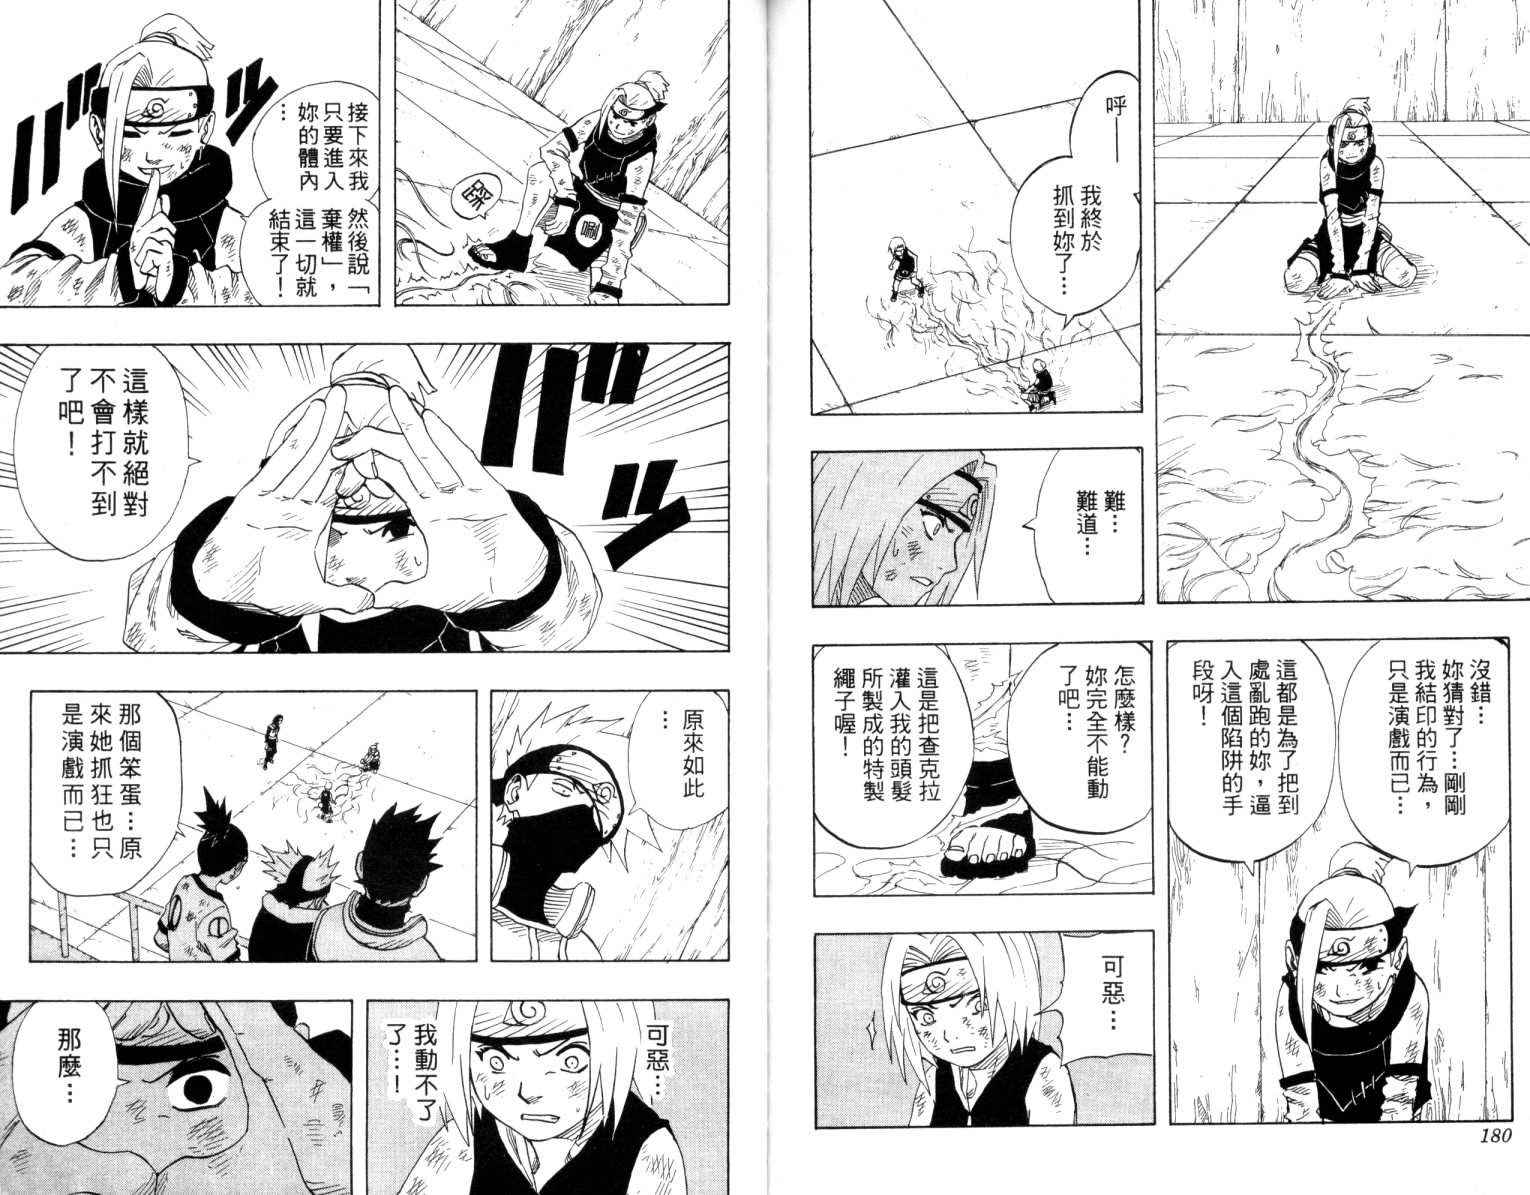 呼——
我終於
抓到妳了…
難…
難道…
沒錯…
妳猜對了…剛剛
我結印的行為，
只是演戲而已…
這都是為了把到
處亂跑的妳，逼
入這個陷阱的手
段呀！
怎麼樣？
妳完全不能動
了吧…
這是把查克拉
灌入我的頭髮
所製成的特製
繩子喔！
可惡…
180
踩
唰
接下來我
只要進入
妳的體內
…
然後說「
棄權」，
這一切就
結束了！
這樣就絕對
不會打不到
了吧！
原來如此
…
那個笨蛋…原
來她抓狂也只
是演戲而已…
可惡…
我動不了
了…！
那麼…